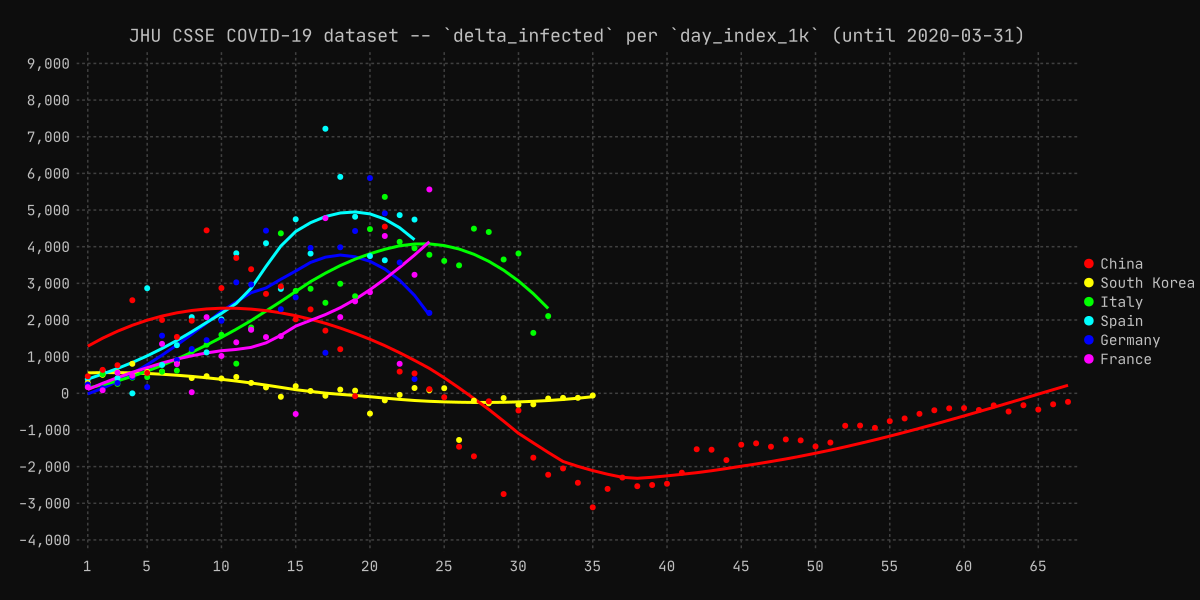 JHU CSSE COVID-19 dataset -- `delta_infected` per `day_index_1k` (until 2020-03-31)
9,000
8,000
7,000
6,000
5,000
4,000
3,000
2,000
1,000
0
-1,000
-2,000
-3,000
-4,000
1 5 10 15 20 25 30 35 40 45 50 55 60 65
China
South Korea
Italy
Spain
Germany
France